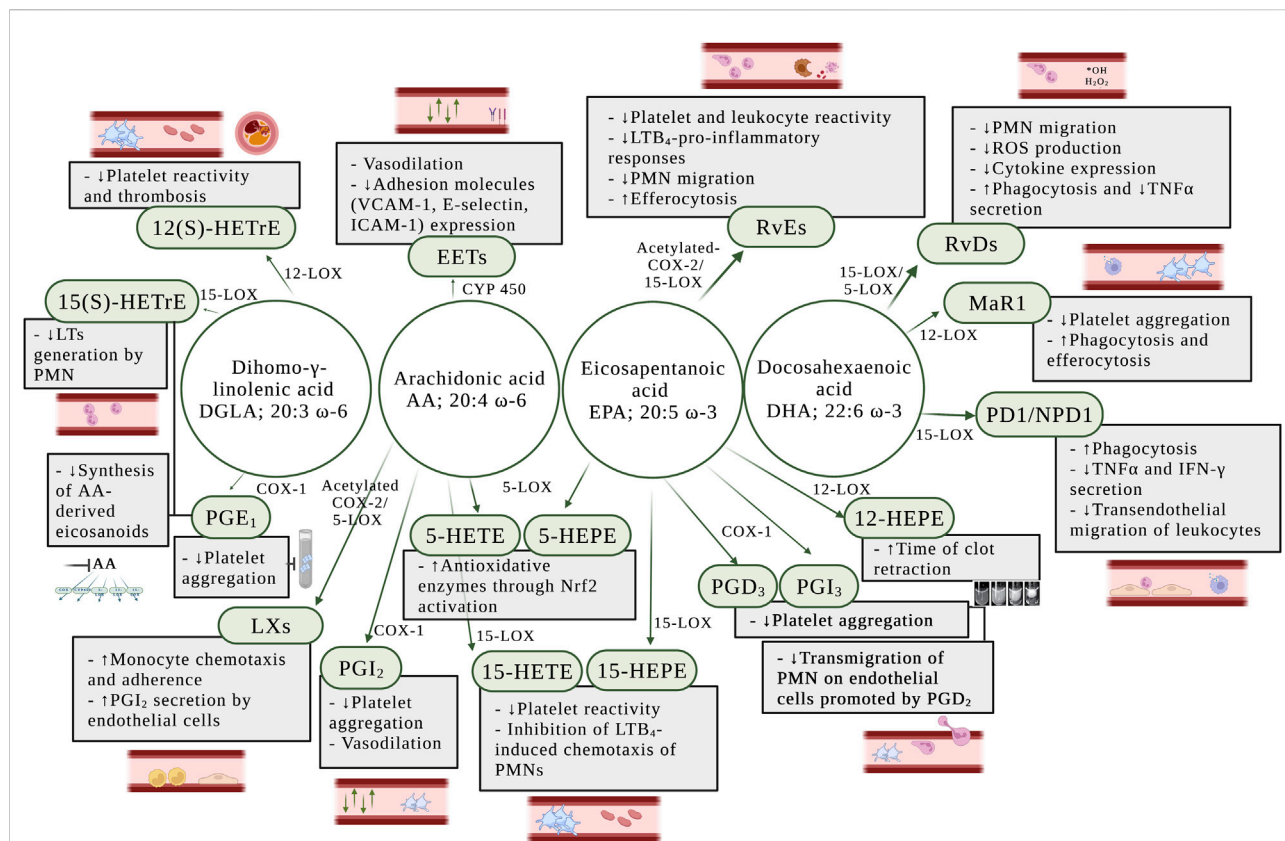 *OH
H₂O₂
- ↓Platelet reactivity
and thrombosis
12(S)-HETrE
12-LOX
15(S)-HETrE
15-LOX
- ↓LTs
generation by
PMN
- Vasodilation
- ↓Adhesion molecules
(VCAM-1, E-selectin,
ICAM-1) expression
EETs
CYP 450
- ↓Platelet and leukocyte reactivity
- ↓LTB₄-pro-inflammatory
responses
- ↓PMN migration
- ↑Efferocytosis
RvEs
Acetylated-
COX-2/
15-LOX
- ↓PMN migration
- ↓ROS production
- ↓Cytokine expression
- ↑Phagocytosis and ↓TNFα
secretion
RvDs
15-LOX/
5-LOX
MaR1
12-LOX
- ↓Platelet aggregation
- ↑Phagocytosis and
efferocytosis
Dihomo-γ-
linolenic acid
DGLA; 20:3 ω-6
Arachidonic acid
AA; 20:4 ω-6
Eicosapentanoic
acid
EPA; 20:5 ω-3
Docosahexaenoic
acid
DHA; 22:6 ω-3
PD1/NPD1
15-LOX
- ↑Phagocytosis
- ↓TNFα and IFN-γ
secretion
- ↓Transendothelial
migration of leukocytes
- ↓Synthesis
of AA-
derived
eicosanoids
AA
COX-1
PGE₁
- ↓Platelet
aggregation
Acetylated
COX-2/
5-LOX
LXs
- ↑Monocyte chemotaxis
and adherence
- ↑PGI₂ secretion by
endothelial cells
COX-1
PGI₂
- ↓Platelet
aggregation
- Vasodilation
5-LOX
5-HETE
5-HEPE
- ↑Antioxidative
enzymes through Nrf2
activation
15-LOX
15-LOX
15-HETE
15-HEPE
- ↓Platelet reactivity
- Inhibition of LTB₄-
induced chemotaxis of
PMNs
12-LOX
12-HEPE
- ↑Time of clot
retraction
COX-1
PGD₃
PGI₃
- ↓Platelet aggregation
- ↓Transmigration of
PMN on endothelial
cells promoted by PGD₂